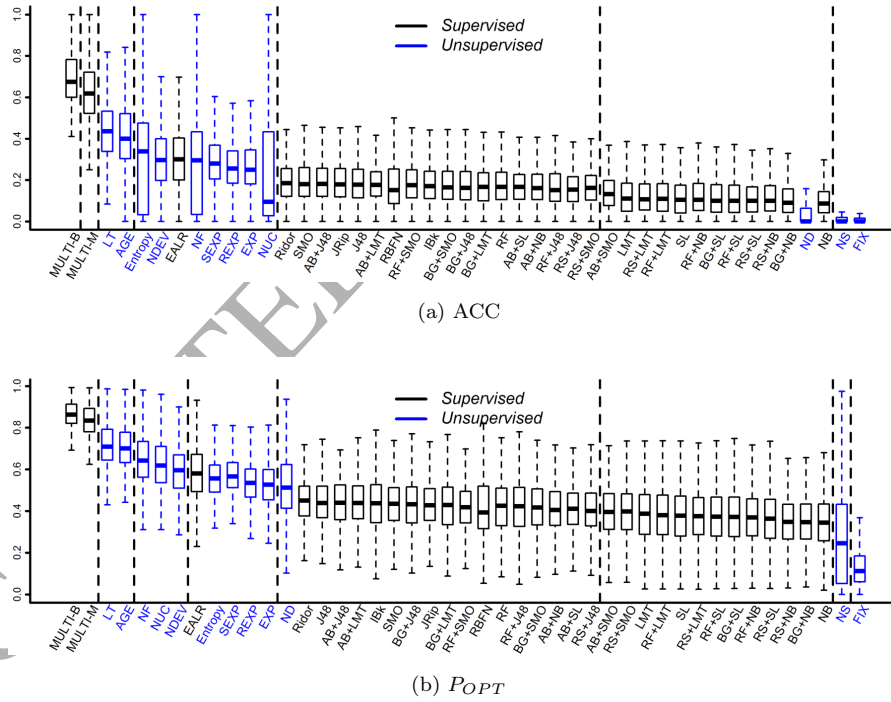 Supervised
Unsupervised
0.0 0.2 0.4 0.6 0.8 1.0
MULTI-B MULTI-M LT AGE Entropy NDEV EALR NF SEXP REXP EXP NUC Ridor SMO AB+J48 JRip J48 AB+LMT RBFN RF+SMO IBk BG+SMO BG+J48 BG+LMT RF AB+SL AB+NB RF+J48 RS+J48 RS+SMO AB+SMO LMT RS+LMT RF+LMT SL RF+NB BG+SL RF+SL RS+SL RS+NB BG+NB ND NB NS FIX
(a) ACC
TE
Supervised
Unsupervised
0.0 0.2 0.4 0.6 0.8 1.0
MULTI-B MULTI-M LT AGE NF NUC NDEV EALR Entropy SEXP REXP EXP ND Ridor J48 AB+J48 AB+LMT IBk SMO BG+J48 JRip BG+LMT RF+SMO RBFN RF RF+J48 BG+SMO AB+NB AB+SL RS+J48 AB+SMO RS+SMO LMT RF+LMT SL RS+LMT RF+SL BG+SL RF+NB RS+SL RS+NB BG+NB NB NS FIX
(b) P_OPT